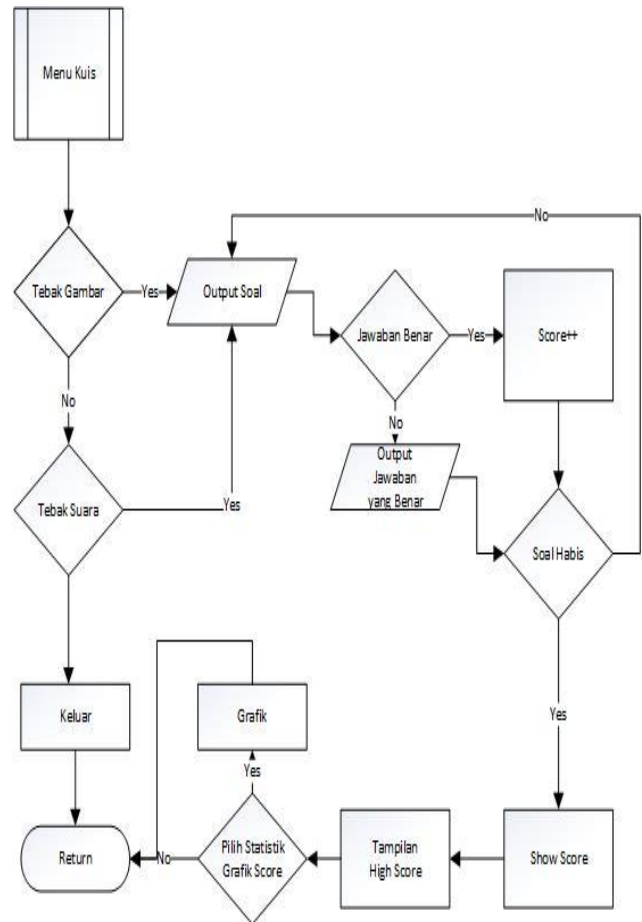 Menu Kuis
No
Tebak Gambar
Yes
Output Soal
Jawaban Benar
Yes
Score++
No
No
Output
Jawaban
yang Benar
Tebak Suara
Yes
Soal Habis
Keluar
Grafik
Yes
Yes
Return
No
Pilih Statistik
Grafik Score
Tampilan
High Score
Show Score